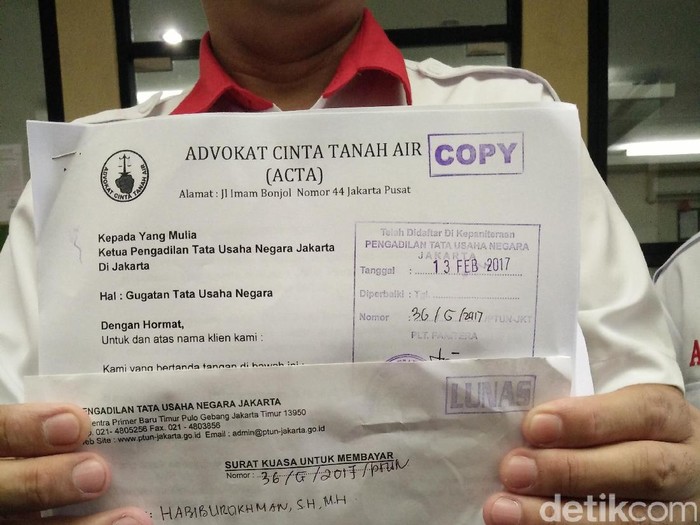 ADVOKAT CINTA TANAH AIR
(ACTA)
COPY
Alamat : Jl Imam Bonjol Nomor 44 Jakarta Pusat
ADVOKAT CINTA TANAH AIR
Kepada Yang Mulia
Ketua Pengadilan Tata Usaha Negara Jakarta
Di Jakarta
Hal : Gugatan Tata Usaha Negara
Dengan Hormat,
Untuk dan atas nama klien kami :
Kami yang bertanda tangan di bawah ini :
Telah Didaftar Di Kepaniteraan
PENGADILAN TATA USAHA NEGARA
JAKARTA
Tanggal : 13 FEB 2017
Diperbaiki : Tgl.
Nomor : 36/G/2017/PTUN-JKT
PLT. PANITERA
LUNAS
PENGADILAN TATA USAHA NEGARA JAKARTA
entra Primer Baru Timur Pulo Gebang Jakarta Timur 13950
021- 4805256 Fax. 021 - 4803856
eb Site : www.ptun-jakarta.go.id Email : admin@ptun-jakarta.go.id
SURAT KUASA UNTUK MEMBAYAR
Nomor : 36/G/2017/PTUN
: HABIBUROKHMAN, SH, MH
A
detikcom